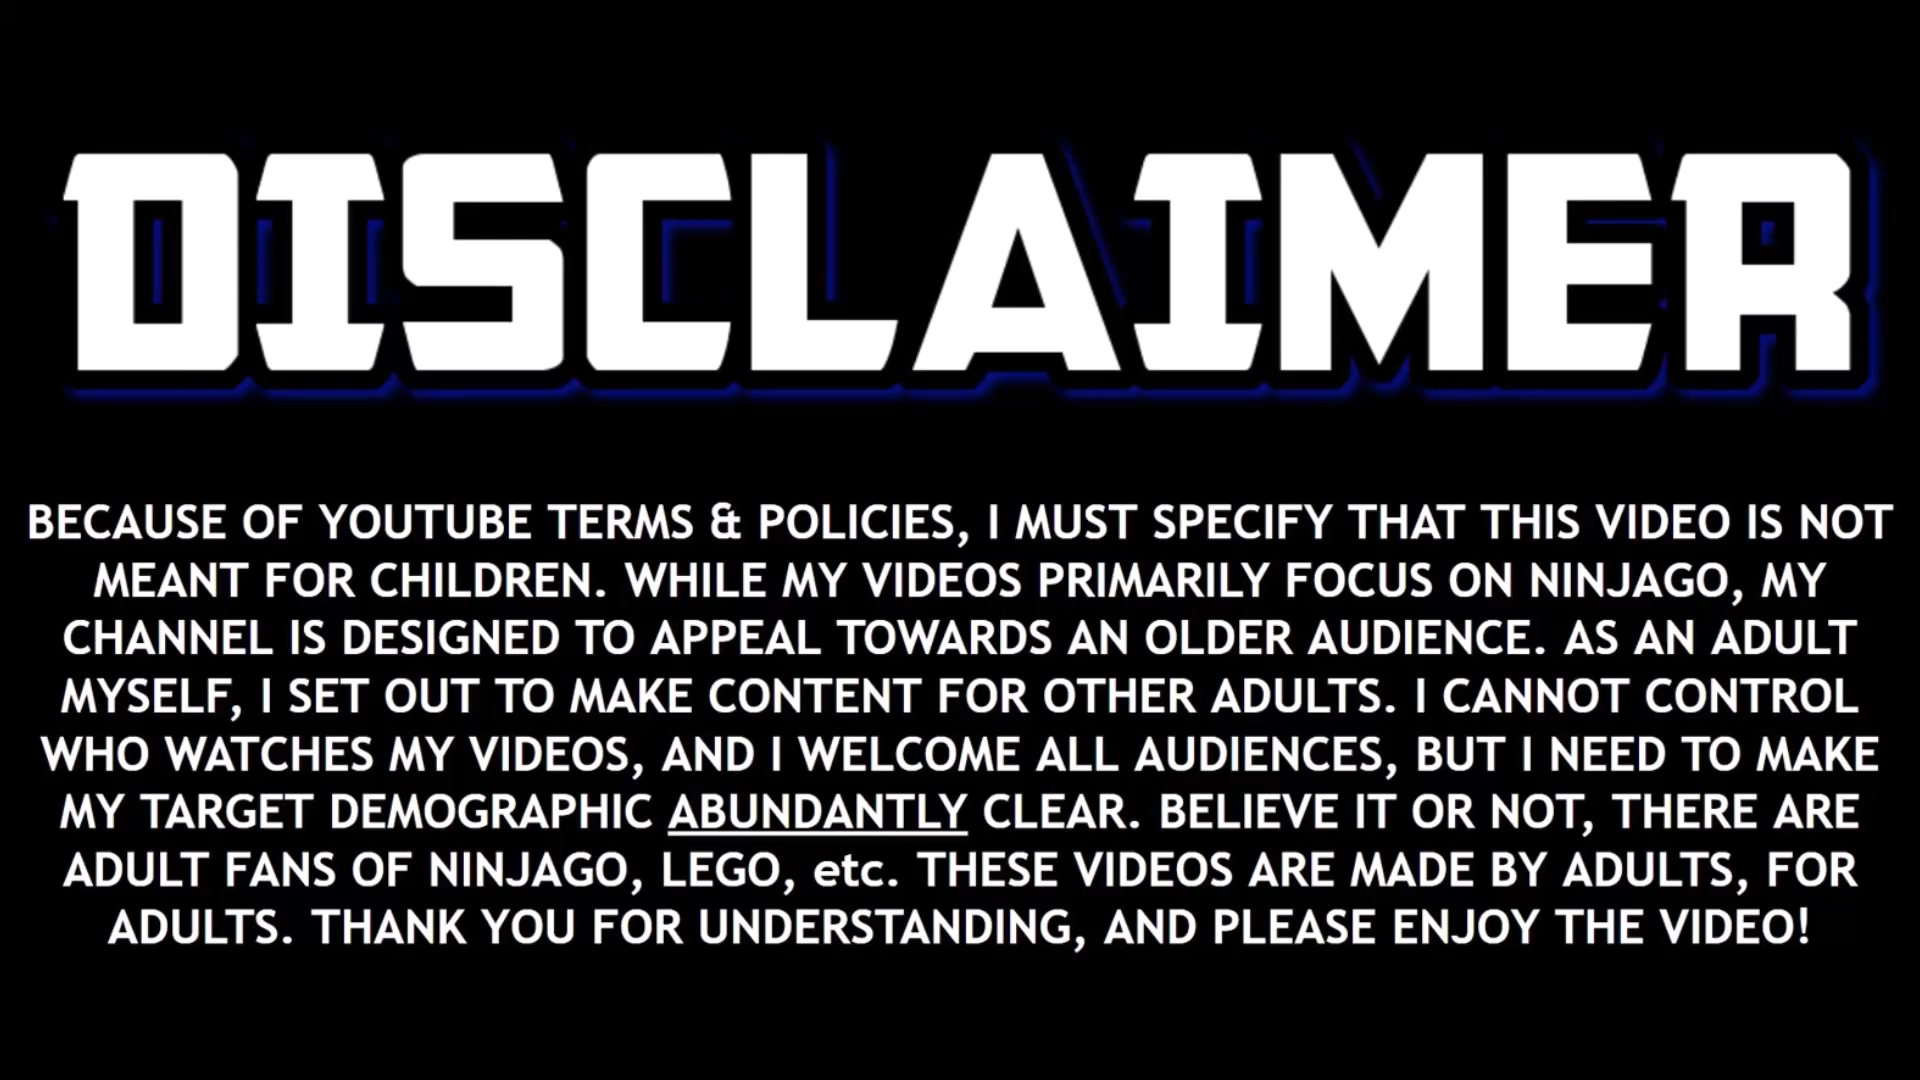 DISCLAIMER
BECAUSE OF YOUTUBE TERMS & POLICIES, I MUST SPECIFY THAT THIS VIDEO IS NOT
MEANT FOR CHILDREN. WHILE MY VIDEOS PRIMARILY FOCUS ON NINJAGO, MY
CHANNEL IS DESIGNED TO APPEAL TOWARDS AN OLDER AUDIENCE. AS AN ADULT
MYSELF, I SET OUT TO MAKE CONTENT FOR OTHER ADULTS. I CANNOT CONTROL
WHO WATCHES MY VIDEOS, AND I WELCOME ALL AUDIENCES, BUT I NEED TO MAKE
MY TARGET DEMOGRAPHIC ABUNDANTLY CLEAR. BELIEVE IT OR NOT, THERE ARE
ADULT FANS OF NINJAGO, LEGO, etc. THESE VIDEOS ARE MADE BY ADULTS, FOR
ADULTS. THANK YOU FOR UNDERSTANDING, AND PLEASE ENJOY THE VIDEO!